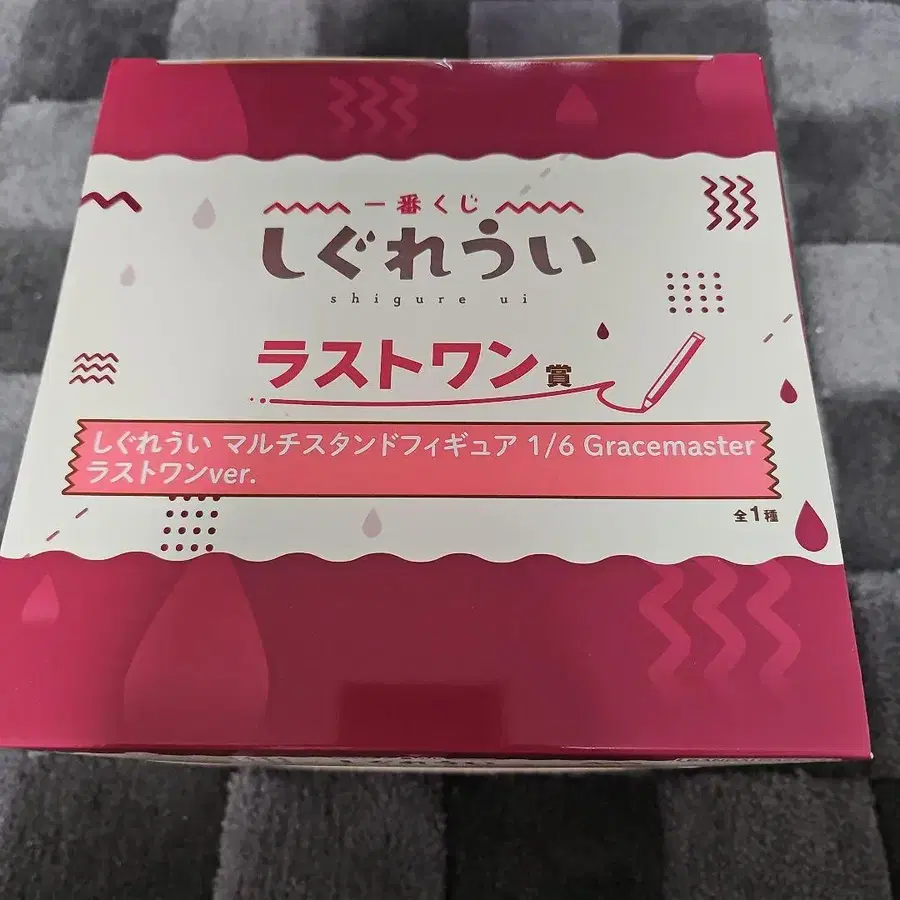 一番くじ
しぐれうい
shigure ui
ラストワン賞
しぐれうい マルチスタンドフィギュア 1/6 Gracemaster
ラストワンver.
全1種